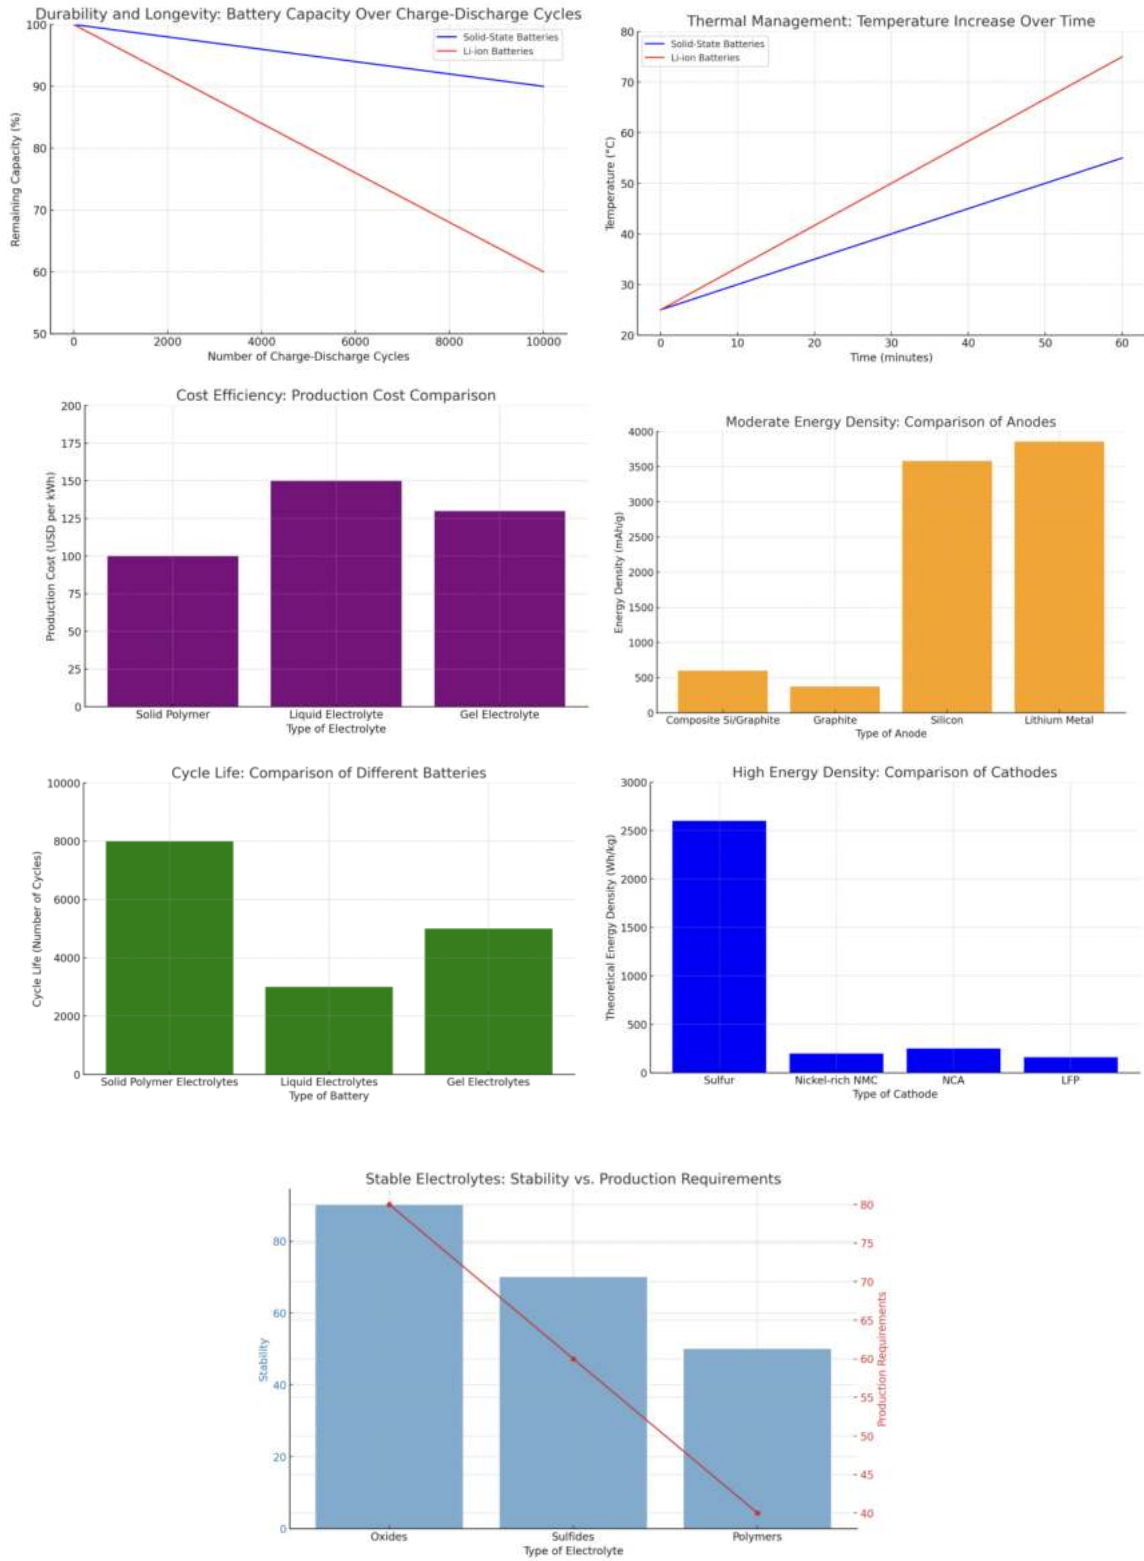 Durability and Longevity: Battery Capacity Over Charge-Discharge Cycles
100
90
80
70
60
50
Remaining Capacity (%)
Solid-State Batteries
Li-ion Batteries
0 2000 4000 6000 8000 10000
Number of Charge-Discharge Cycles
Thermal Management: Temperature Increase Over Time
80
70
60
50
40
30
20
Temperature (°C)
Solid-State Batteries
Li-ion Batteries
0 10 20 30 40 50 60
Time (minutes)
Cost Efficiency: Production Cost Comparison
200
175
150
125
100
75
50
25
0
Production Cost (USD per kWh)
Solid Polymer Liquid Electrolyte Gel Electrolyte
Type of Electrolyte
Moderate Energy Density: Comparison of Anodes
4000
3500
3000
2500
2000
1500
1000
500
0
Energy Density (mAh/g)
Composite Si/Graphite Graphite Silicon Lithium Metal
Type of Anode
Cycle Life: Comparison of Different Batteries
10000
8000
6000
4000
2000
0
Cycle Life (Number of Cycles)
Solid Polymer Electrolytes Liquid Electrolytes Gel Electrolytes
Type of Battery
High Energy Density: Comparison of Cathodes
3000
2500
2000
1500
1000
500
0
Theoretical Energy Density (Wh/kg)
Sulfur Nickel-rich NMC NCA LFP
Type of Cathode
Stable Electrolytes: Stability vs. Production Requirements
80
60
40
20
0
Stability
80
75
70
65
60
55
50
45
40
Production Requirements
Oxides Sulfides Polymers
Type of Electrolyte